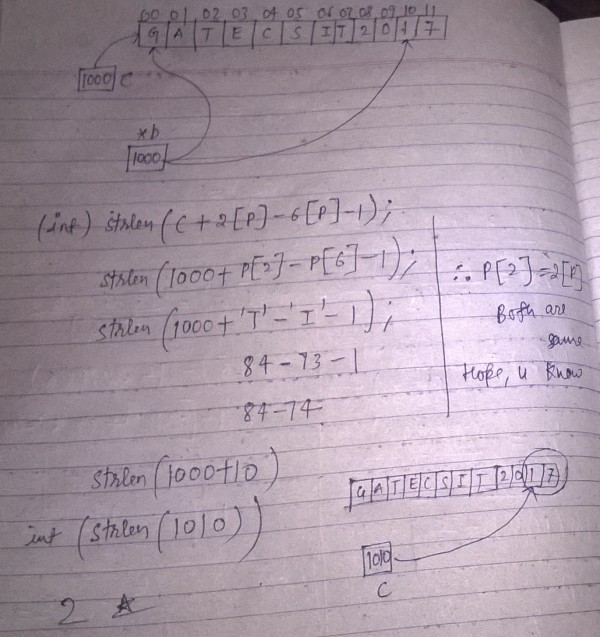 00 01 02 03 04 05 06 07 08 09 10 11
G A T E C S I T 2 0 1 7
1000 C
*b
1000
(int) strlen (C + 2[P] - 6[P] - 1);
strlen (1000 + P[2] - P[6] - 1);
strlen (1000 + 'T' - 'I' - 1);
84 - 73 - 1
84 - 74
∴ P[2] = 2[P]
Both are
same
Hope, u know
strlen (1000+10)
int (strlen (1010))
2
G A T E C S I T 2 0 1 7
1010
C